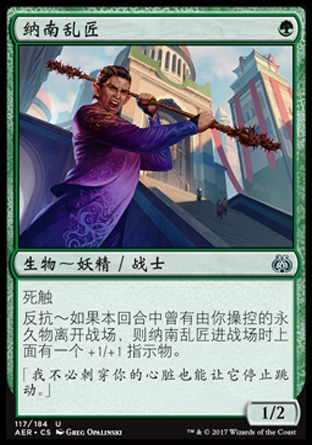 纳南乱匠
生物～妖精／战士
死触
反抗～如果本回合中曾有由你操控的永
久物离开战场，则纳南乱匠进战场时上
面有一个 +1/+1 指示物。
「我不必刺穿你的心脏也能让它停止跳
动。」
1/2
117/184 U
AER • CS Greg Opalinski
™ & © 2017 Wizards of the Coast